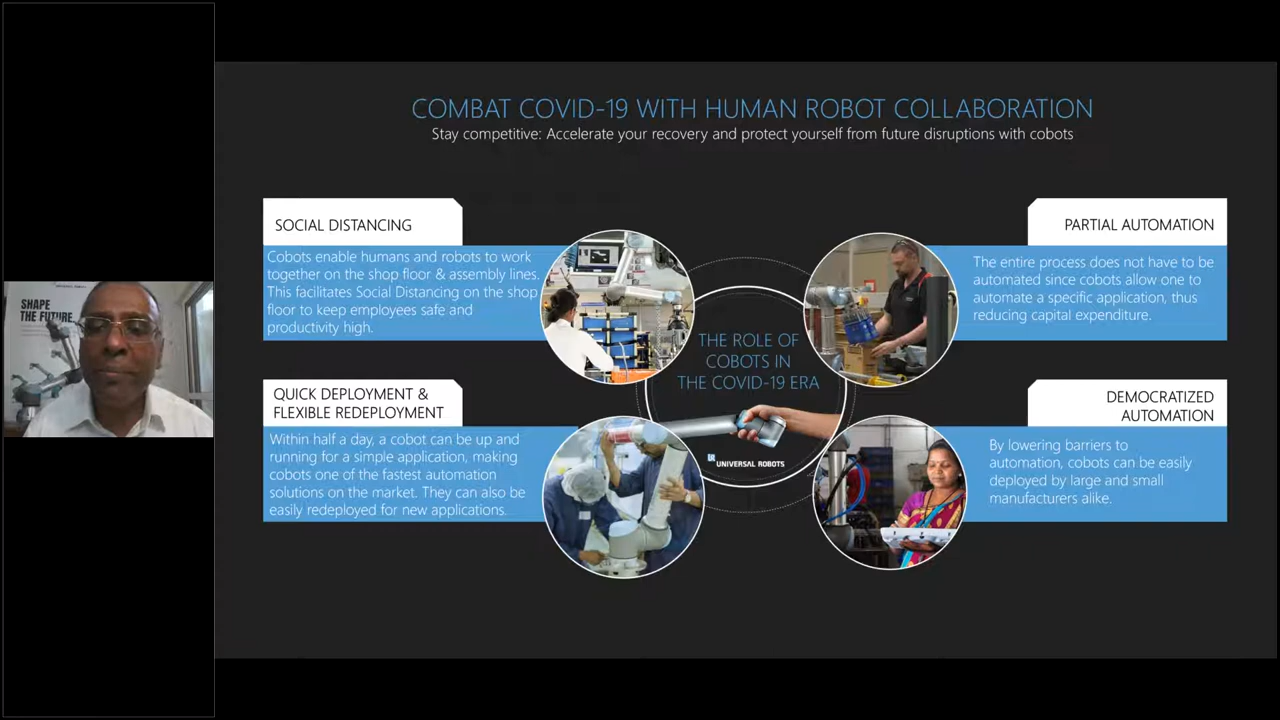 COMBAT COVID-19 WITH HUMAN ROBOT COLLABORATION
Stay competitive: Accelerate your recovery and protect yourself from future disruptions with cobots
SOCIAL DISTANCING
Cobots enable humans and robots to work
together on the shop floor & assembly lines.
This facilitates Social Distancing on the shop
floor to keep employees safe and
productivity high.
PARTIAL AUTOMATION
The entire process does not have to be
automated since cobots allow one to
automate a specific application, thus
reducing capital expenditure.
THE ROLE OF
COBOTS IN
THE COVID-19 ERA
UNIVERSAL ROBOTS
QUICK DEPLOYMENT &
FLEXIBLE REDEPLOYMENT
Within half a day, a cobot can be up and
running for a simple application, making
cobots one of the fastest automation
solutions on the market. They can also be
easily redeployed for new applications.
DEMOCRATIZED
AUTOMATION
By lowering barriers to
automation, cobots can be easily
deployed by large and small
manufacturers alike.
SHAPE
THE FUTURE